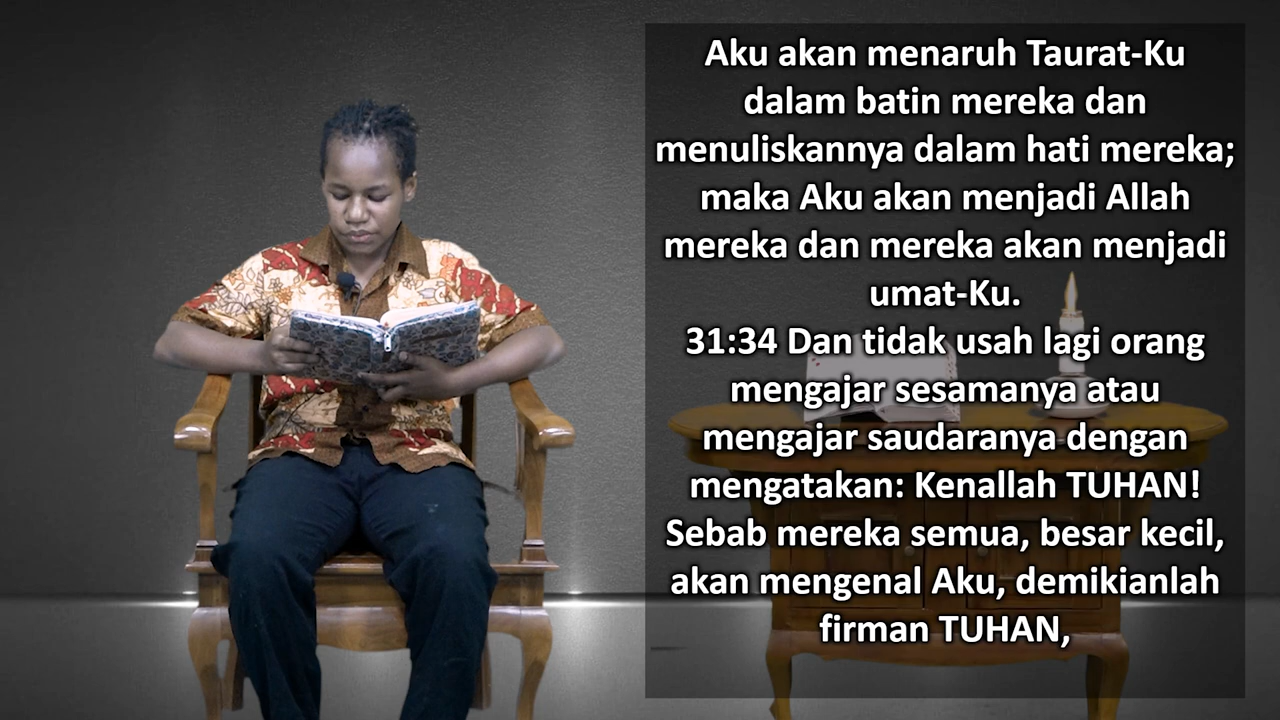 Aku akan menaruh Taurat-Ku
dalam batin mereka dan
menuliskannya dalam hati mereka;
maka Aku akan menjadi Allah
mereka dan mereka akan menjadi
umat-Ku.
31:34 Dan tidak usah lagi orang
mengajar sesamanya atau
mengajar saudaranya dengan
mengatakan: Kenallah TUHAN!
Sebab mereka semua, besar kecil,
akan mengenal Aku, demikianlah
firman TUHAN,